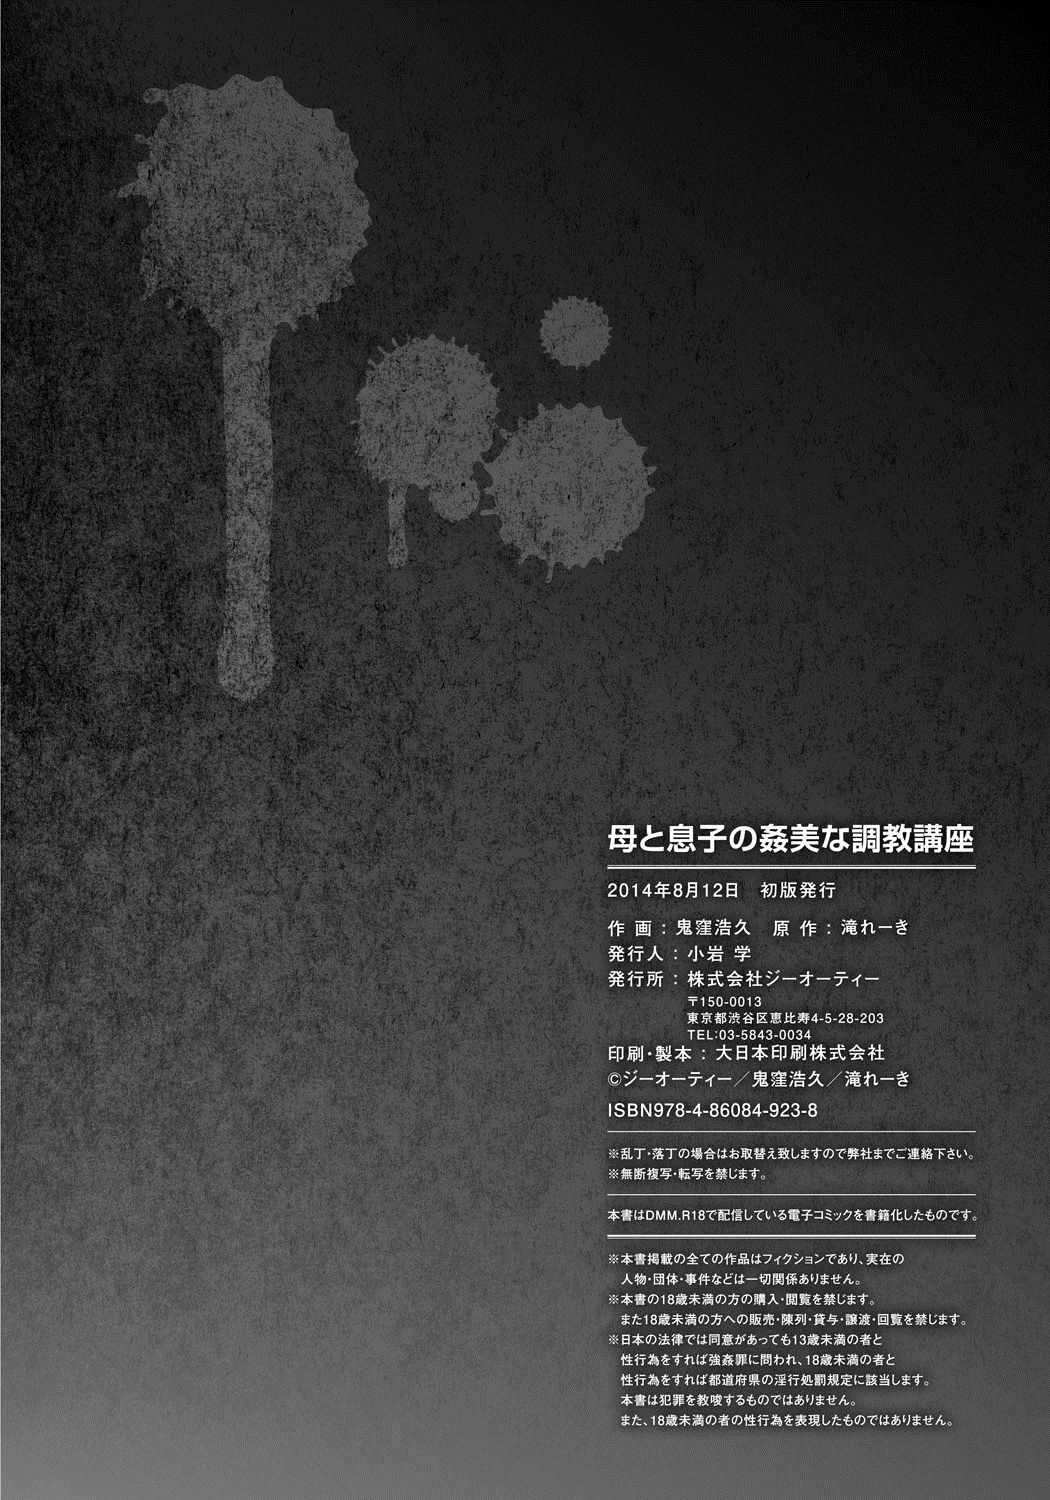 母と息子の姦美な調教講座
2014年8月12日 初版発行
作 画：鬼窪浩久 原 作：滝れーき
発行人：小岩 学
発行所：株式会社ジーオーティー
〒150-0013
東京都渋谷区恵比寿4-5-28-203
TEL:03-5843-0034
印刷・製本：大日本印刷株式会社
©ジーオーティー／鬼窪浩久／滝れーき
ISBN978-4-86084-923-8
※乱丁・落丁の場合はお取替え致しますので弊社までご連絡下さい。
※無断複写・転写を禁じます。
本書はDMM.R18で配信している電子コミックを書籍化したものです。
※本書掲載の全ての作品はフィクションであり、実在の
人物・団体・事件などは一切関係ありません。
※本書の18歳未満の方の購入・閲覧を禁じます。
また18歳未満の方への販売・陳列・貸与・譲渡・回覧を禁じます。
※日本の法律では同意があっても13歳未満の者と
性行為をすれば強姦罪に問われ、18歳未満の者と
性行為をすれば都道府県の淫行処罰規定に該当します。
本書は犯罪を教唆するものではありません。
また、18歳未満の者の性行為を表現したものではありません。